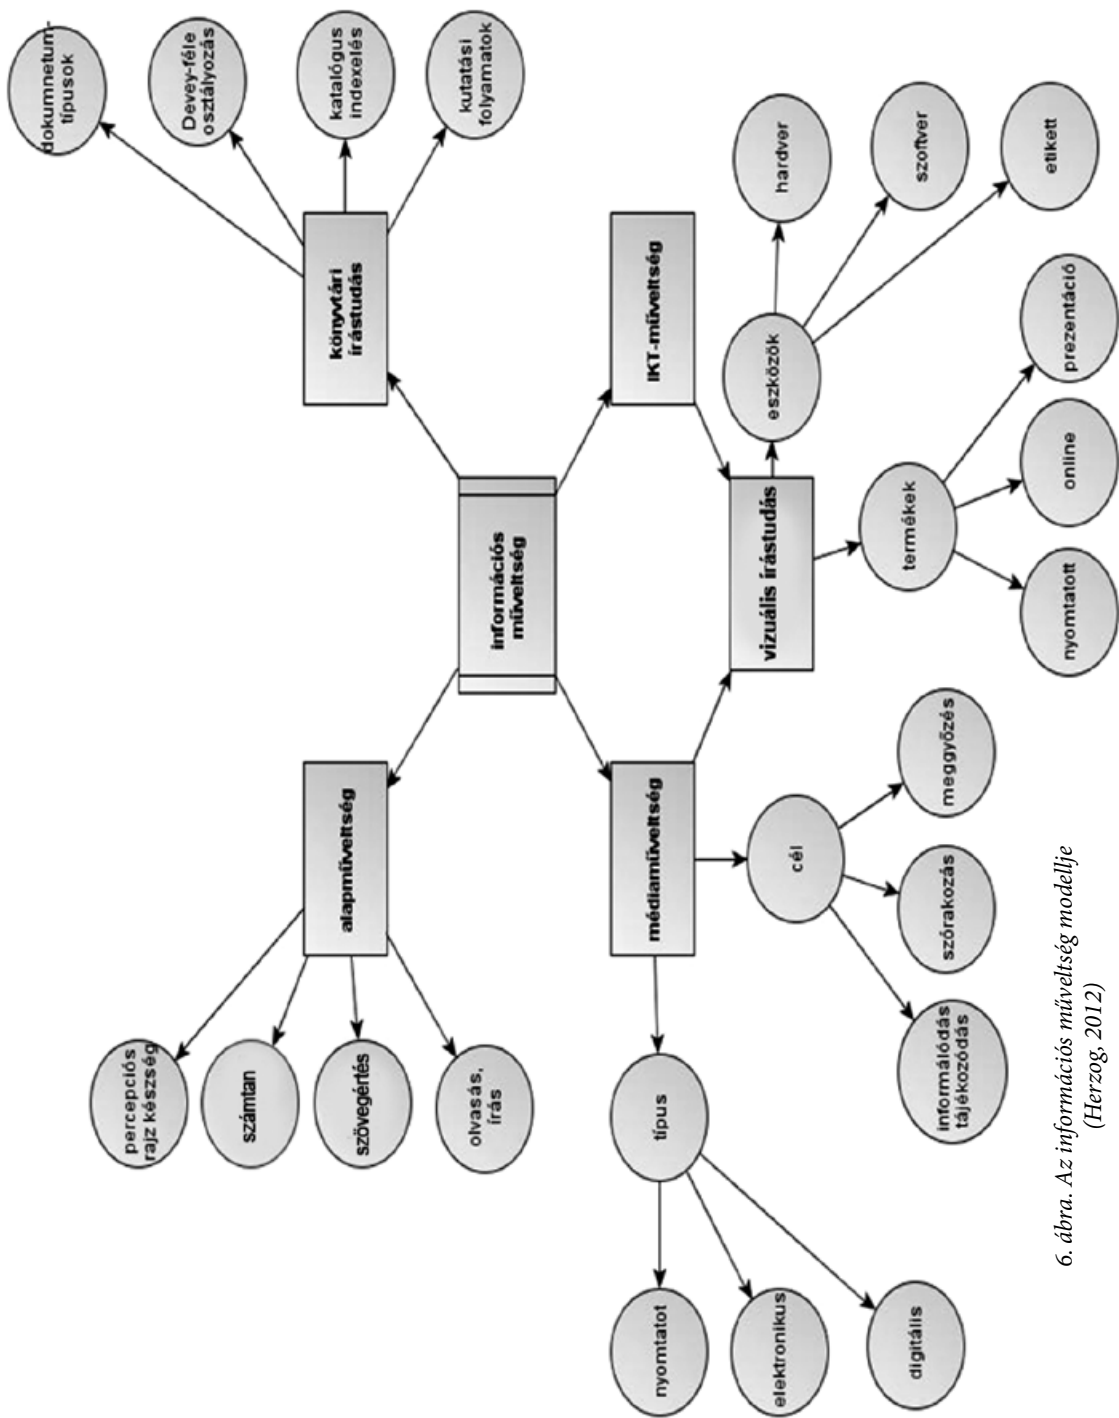 percepciós
rajz készség
számtan
szövegértés
olvasás,
írás
alapműveltség
dokumnetum-
típusok
Devey-féle
osztályozás
katalógus
indexelés
kutatási
folyamatok
könyvtári
írástudás
információs
műveltség
médiaműveltség
IKT-műveltség
típus
nyomtatot
elektronikus
digitális
cél
informálódás
tájékozódás
szórakozás
meggyőzés
vizuális írástudás
eszközök
hardver
szoftver
etikett
termékek
nyomtatott
online
prezentáció
6. ábra. Az információs műveltség modellje
(Herzog, 2012)